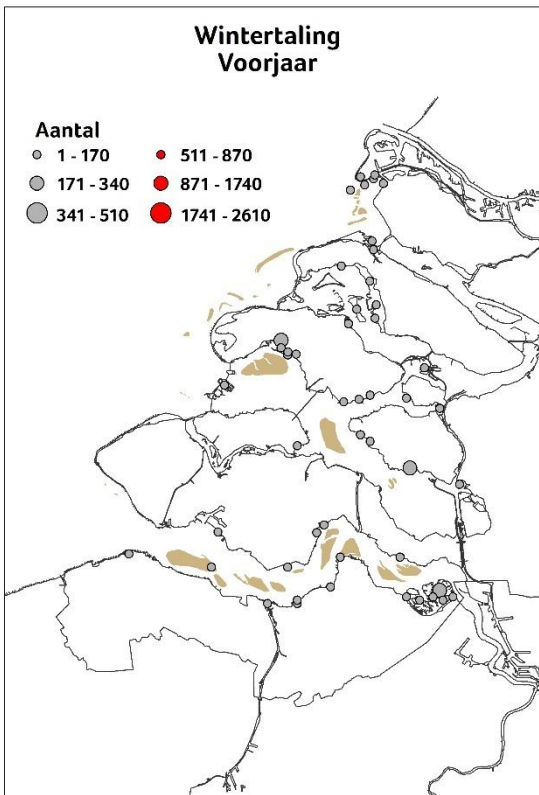 Wintertaling
Voorjaar
Aantal
1 - 170
511 - 870
171 - 340
871 - 1740
341 - 510
1741 - 2610